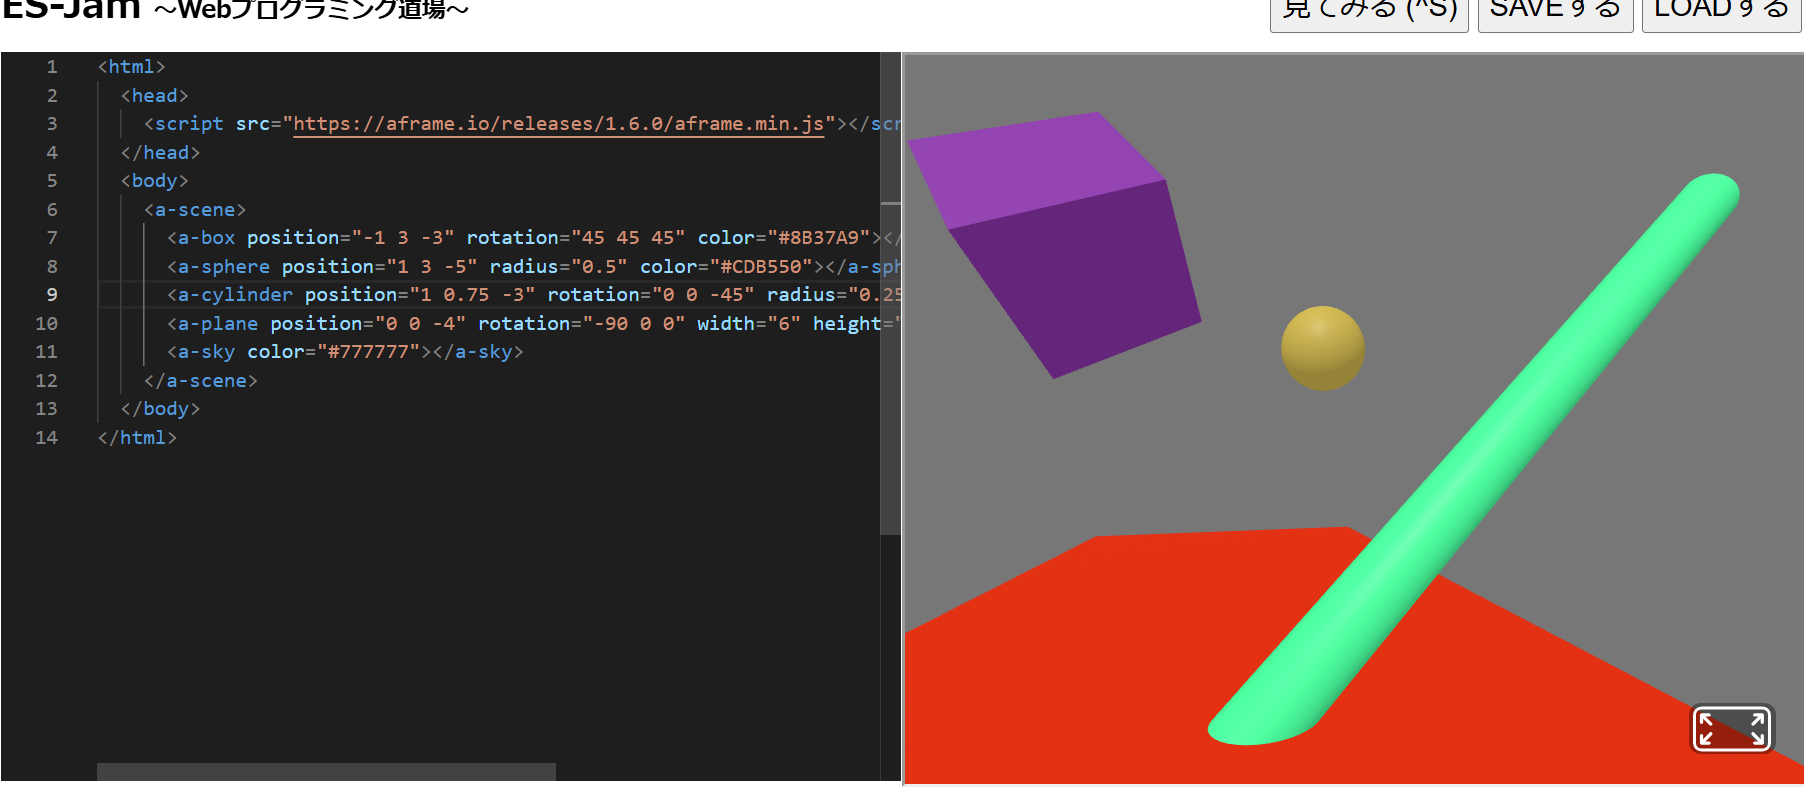 ES-Jam ～Webプログラミング道場～
見てみる (^S) SAVEする LOADする
1 <html>
2 <head>
3 <script src="https://aframe.io/releases/1.6.0/aframe.min.js"></scr
4 </head>
5 <body>
6 <a-scene>
7 <a-box position="-1 3 -3" rotation="45 45 45" color="#8B37A9"></
8 <a-sphere position="1 3 -5" radius="0.5" color="#CDB550"></a-sph
9 <a-cylinder position="1 0.75 -3" rotation="0 0 -45" radius="0.25
10 <a-plane position="0 0 -4" rotation="-90 0 0" width="6" height="
11 <a-sky color="#777777"></a-sky>
12 </a-scene>
13 </body>
14 </html>